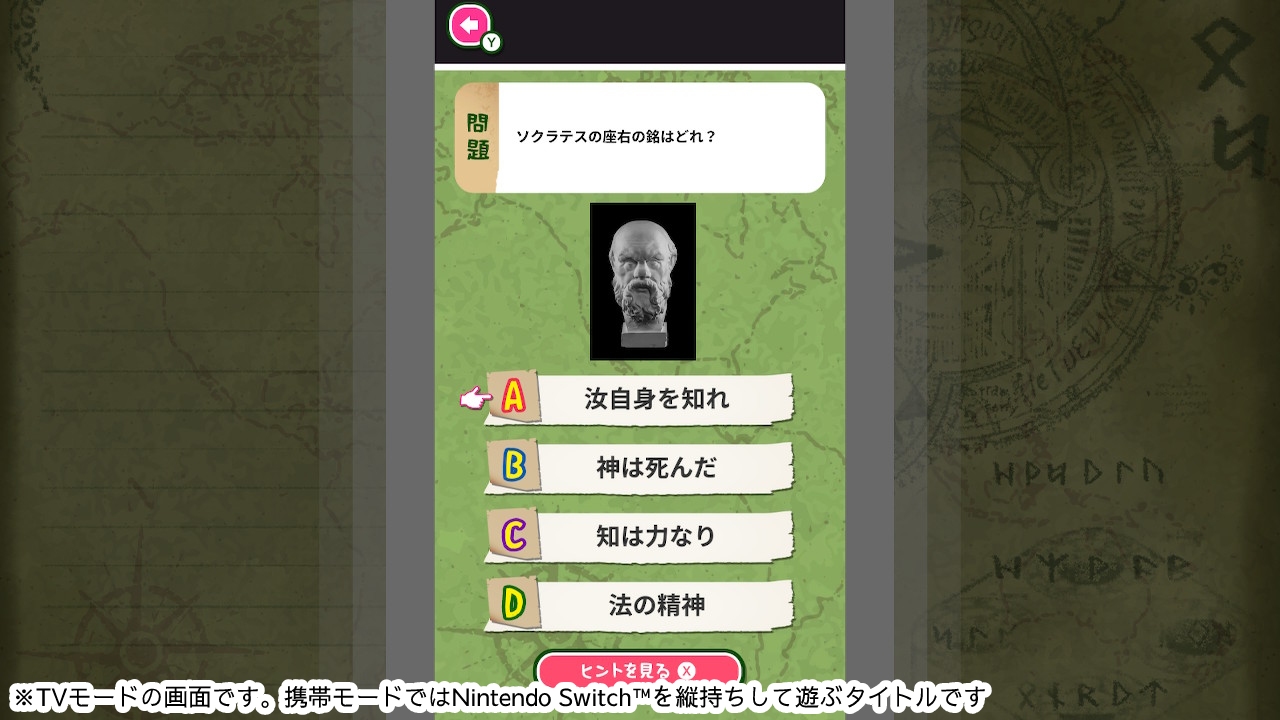 Y
問題
ソクラテスの座右の銘はどれ？
A 汝自身を知れ
B 神は死んだ
C 知は力なり
D 法の精神
ヒントを見る X
※TVモードの画面です。携帯モードではNintendo Switch™を縦持ちして遊ぶタイトルです